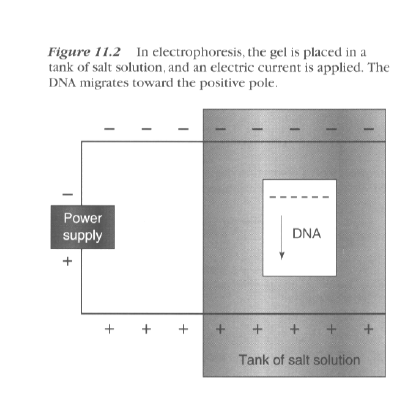 Figure 11.2 In electrophoresis, the gel is placed in a
tank of salt solution, and an electric current is applied. The
DNA migrates toward the positive pole.
− − − − − − − −
−
Power
supply
+
− − − − − − −
DNA
+ + + + + + + +
Tank of salt solution